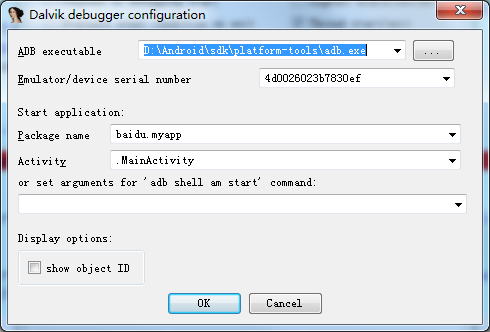 Dalvik debugger configuration
ADB executable D:\Android\sdk\platform-tools\adb.exe ...
Emulator/device serial number 4d0026023b7830ef
Start application:
Package name baidu.myapp
Activity .MainActivity
or set arguments for 'adb shell am start' command:
Display options:
show object ID
OK Cancel